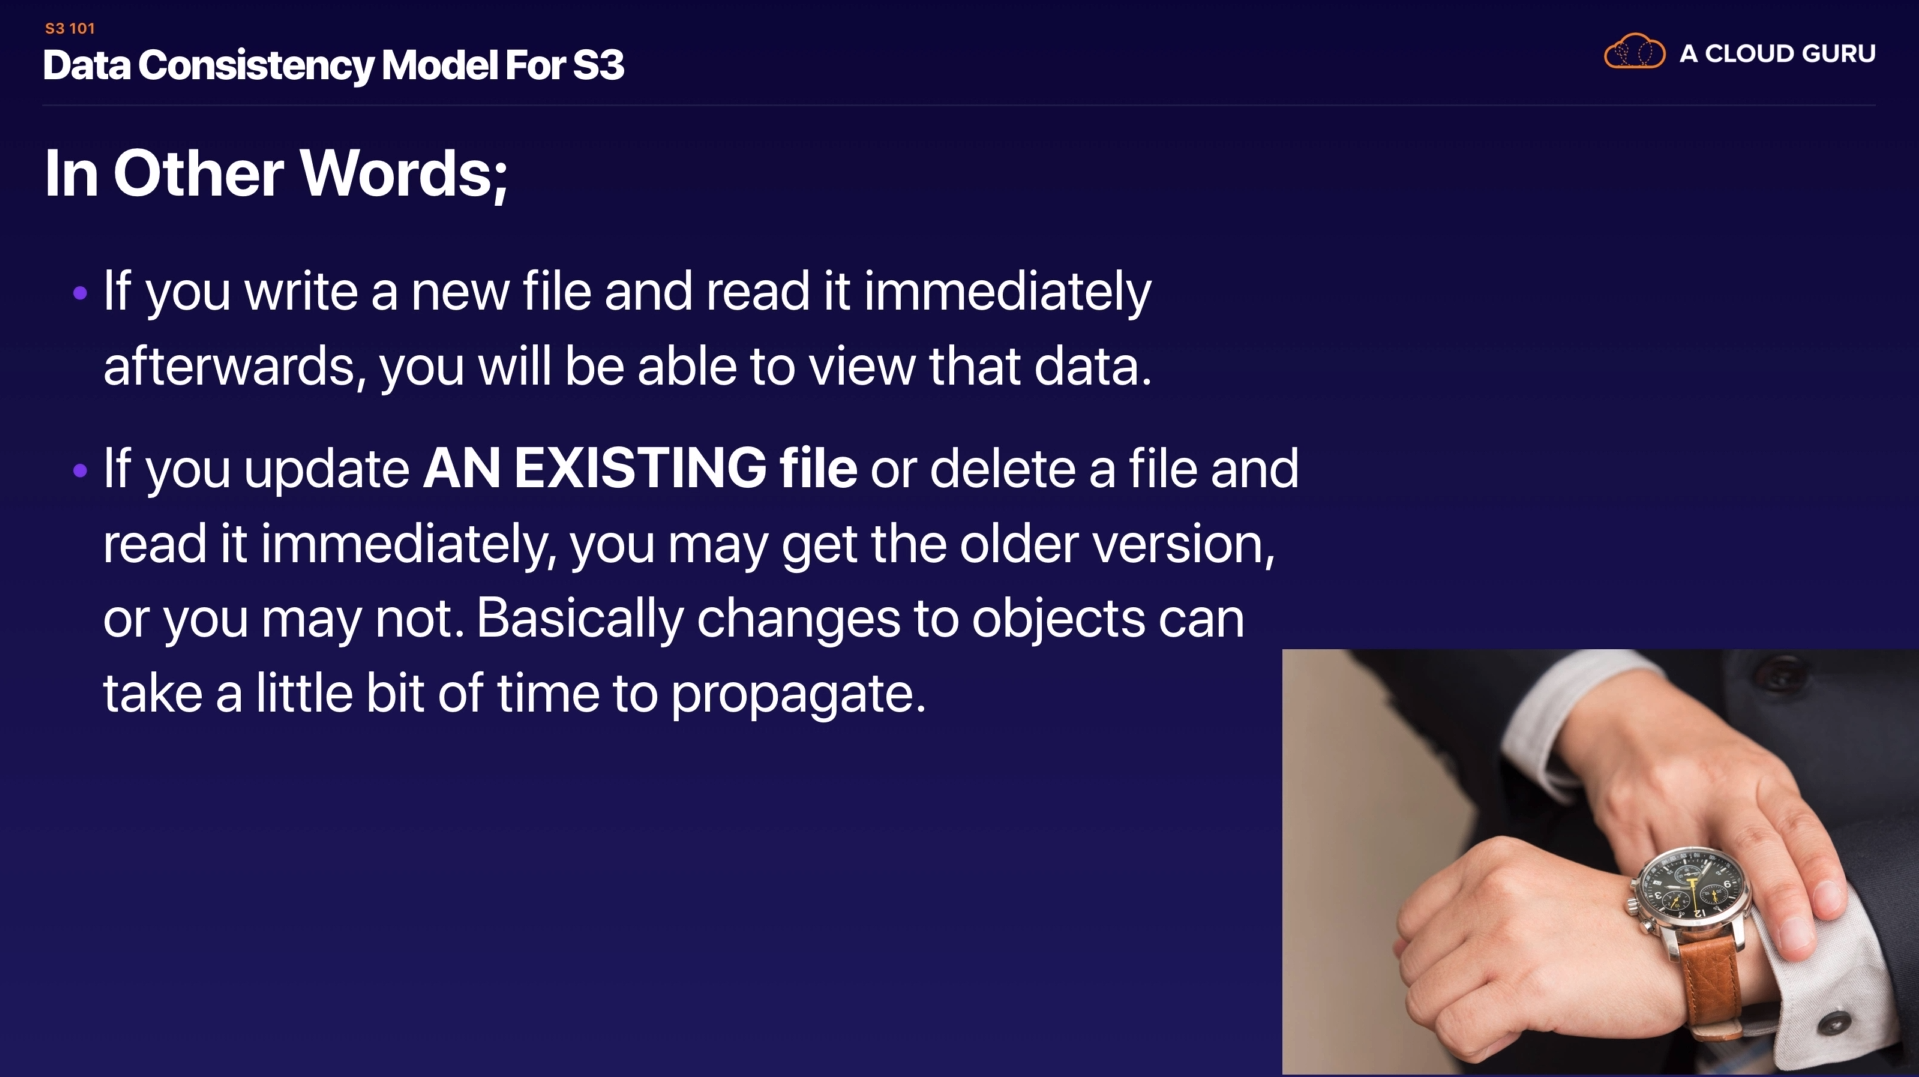 S3 101
Data Consistency Model For S3
A CLOUD GURU
In Other Words;
• If you write a new file and read it immediately
afterwards, you will be able to view that data.
• If you update AN EXISTING file or delete a file and
read it immediately, you may get the older version,
or you may not. Basically changes to objects can
take a little bit of time to propagate.